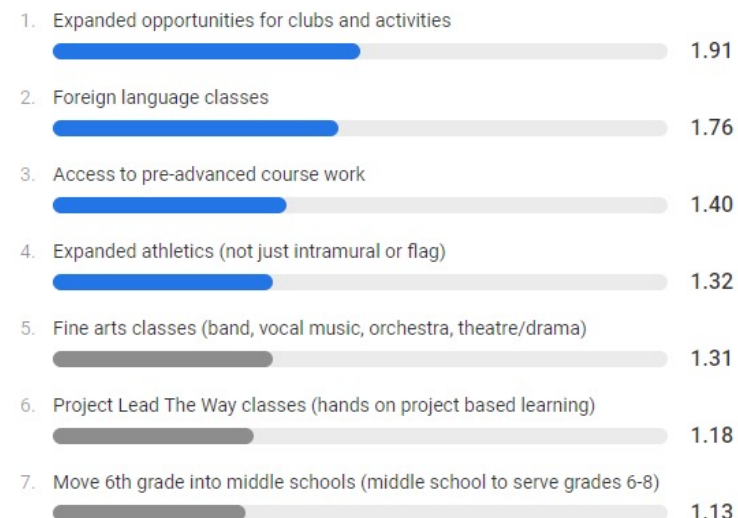 1. Expanded opportunities for clubs and activities
1.91
2. Foreign language classes
1.76
3. Access to pre-advanced course work
1.40
4. Expanded athletics (not just intramural or flag)
1.32
5. Fine arts classes (band, vocal music, orchestra, theatre/drama)
1.31
6. Project Lead The Way classes (hands on project based learning)
1.18
7. Move 6th grade into middle schools (middle school to serve grades 6-8)
1.13